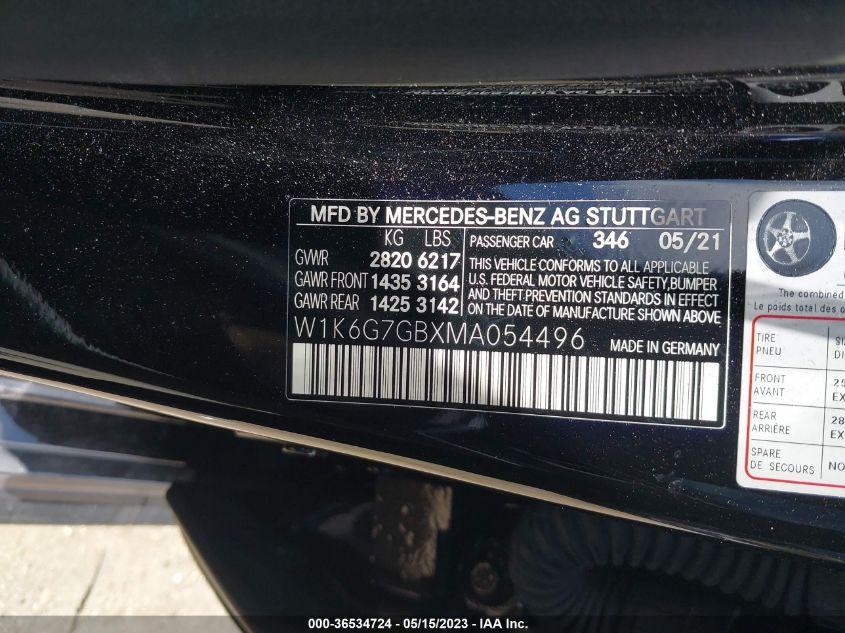 MFD BY MERCEDES-BENZ AG STUTTGART
KG LBS PASSENGER CAR 346 05/21
GVWR 2820 6217
GAWR FRONT 1435 3164
GAWR REAR 1425 3142
THIS VEHICLE CONFORMS TO ALL APPLICABLE
U.S. FEDERAL MOTOR VEHICLE SAFETY,BUMPER
AND THEFT PREVENTION STANDARDS IN EFFECT
ON THE DATE OF MANUFACTURE SHOWN ABOVE
W1K6G7GBXMA054496 MADE IN GERMANY
The combined
Le poids total des o
TIRE
PNEU
FRONT
AVANT
REAR
ARRIÈRE
SPARE
DE SECOURS
000-36534724 - 05/15/2023 - IAA Inc.